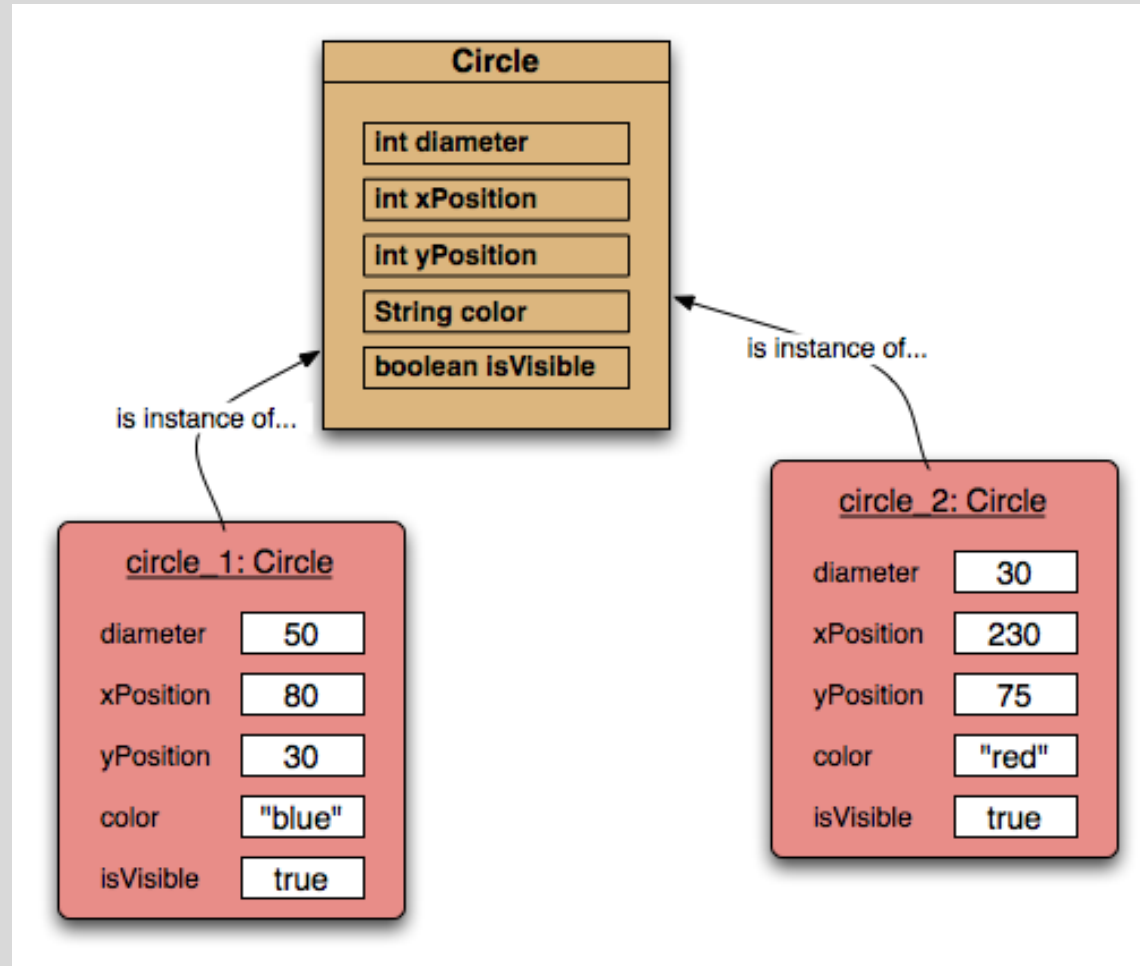 Circle
int diameter
int xPosition
int yPosition
String color
boolean isVisible
is instance of...
is instance of...
circle_1: Circle
diameter 50
xPosition 80
yPosition 30
color "blue"
isVisible true
circle_2: Circle
diameter 30
xPosition 230
yPosition 75
color "red"
isVisible true